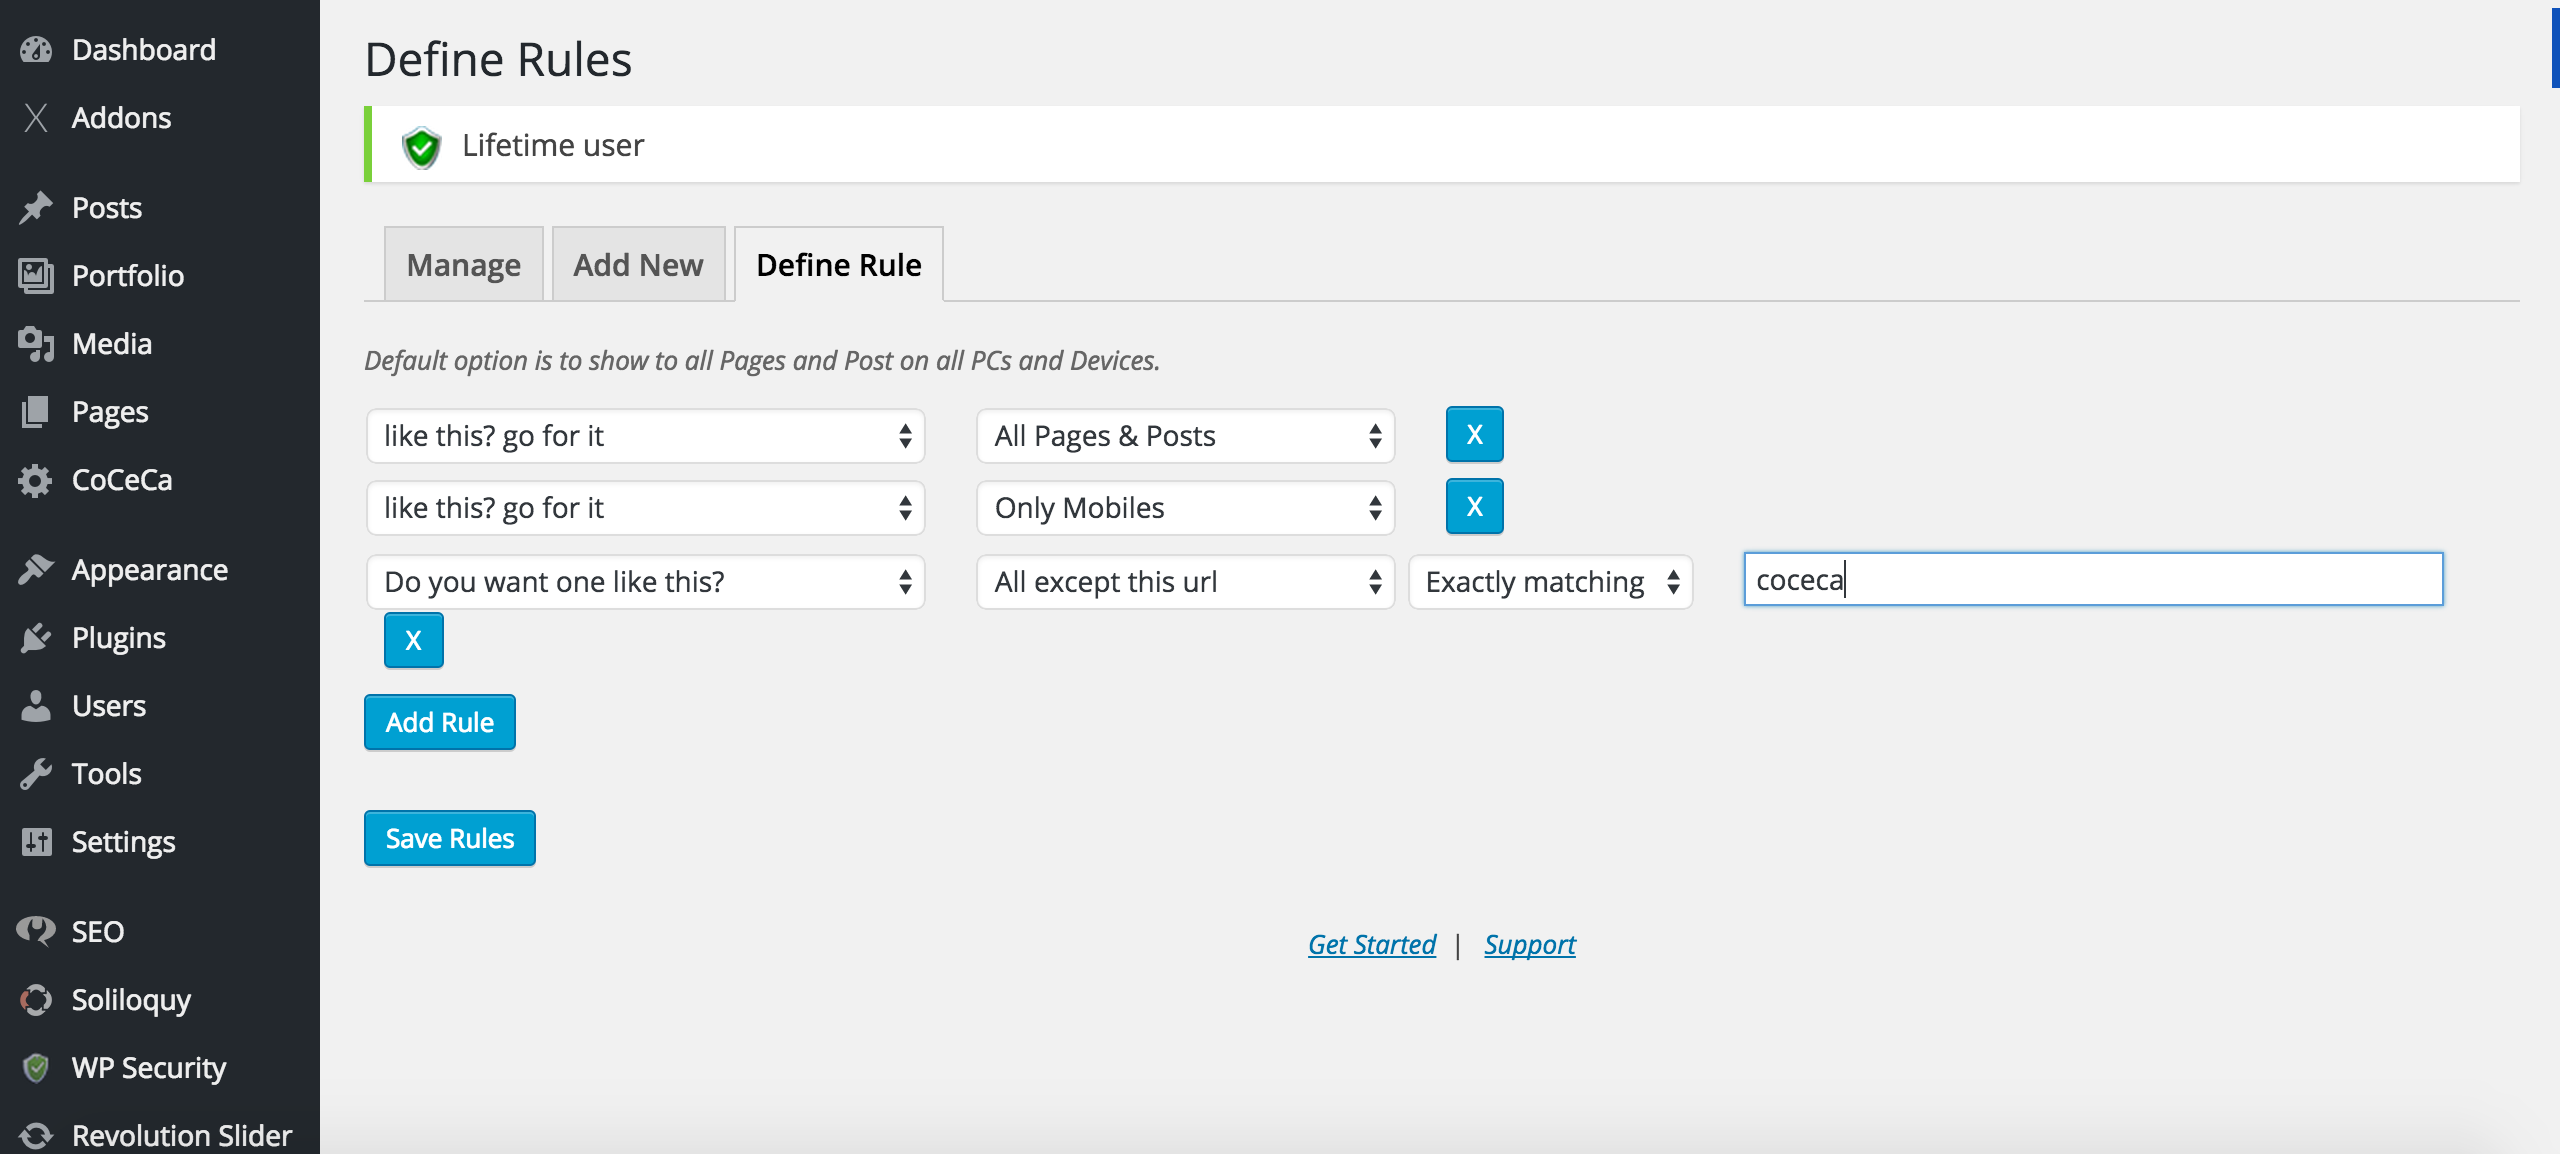 Dashboard
Addons
Posts
Portfolio
Media
Pages
CoCeCa
Appearance
Plugins
Users
Tools
Settings
SEO
Soliloquy
WP Security
Revolution Slider
Define Rules
Lifetime user
Manage
Add New
Define Rule
Default option is to show to all Pages and Post on all PCs and Devices.
like this? go for it All Pages & Posts X
like this? go for it Only Mobiles X
Do you want one like this? All except this url Exactly matching coceca
X
Add Rule
Save Rules
Get Started | Support